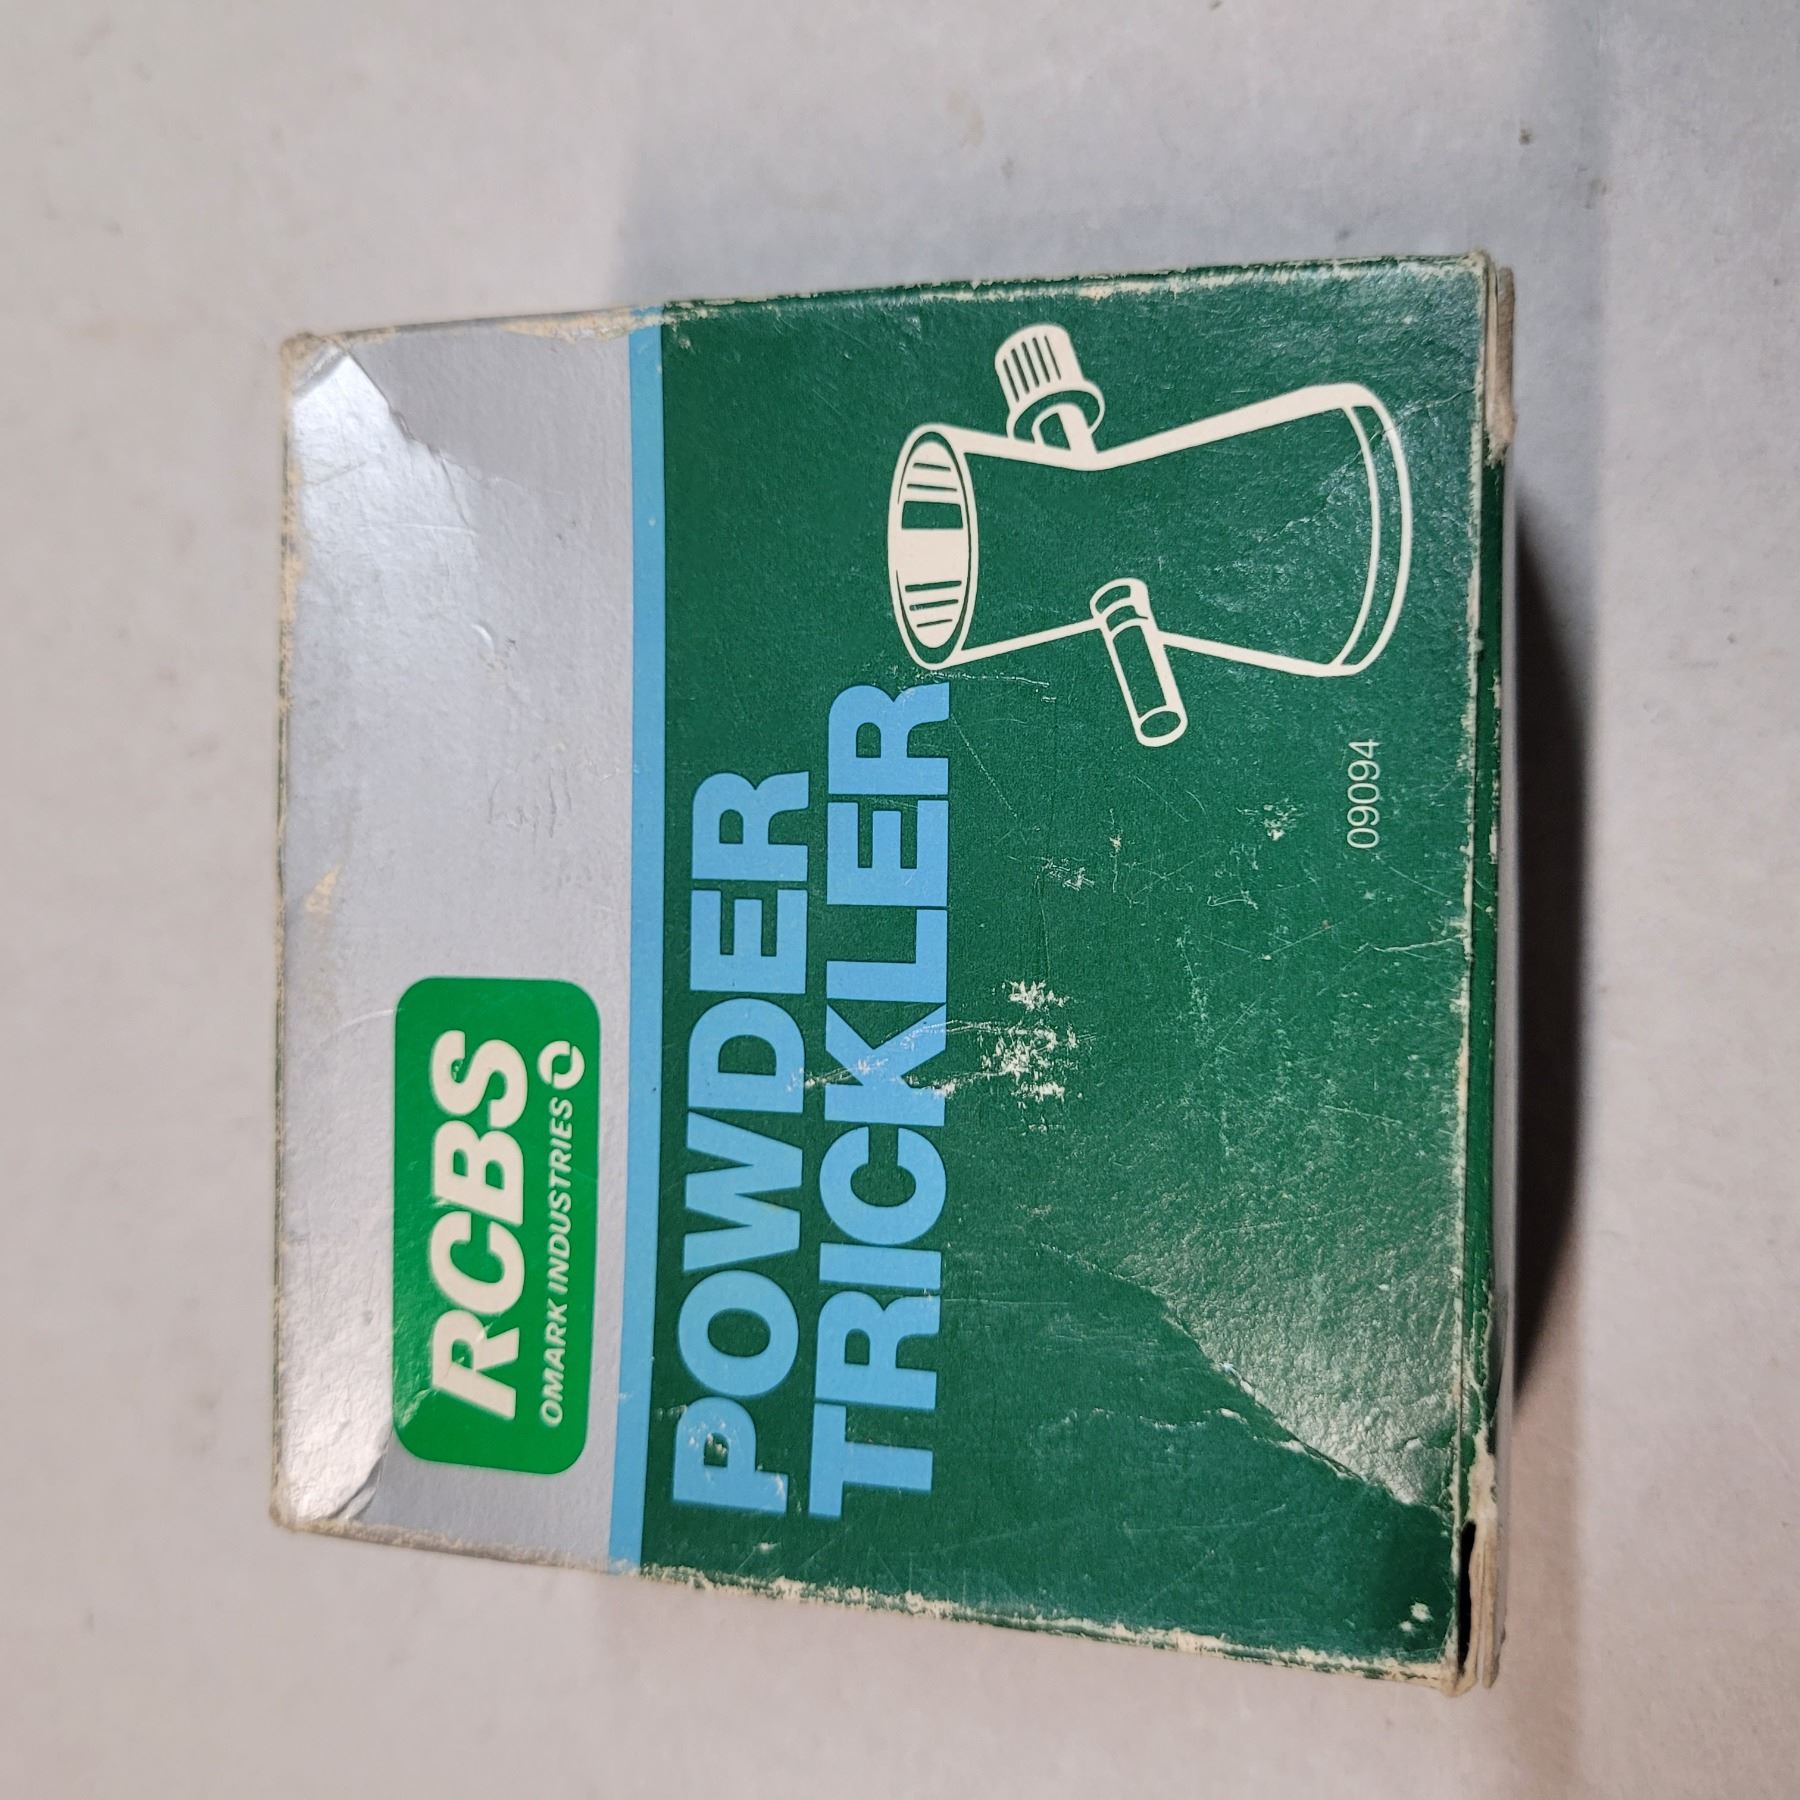 RCBS
OMARK INDUSTRIES
POWDER
TRICKLER
09094